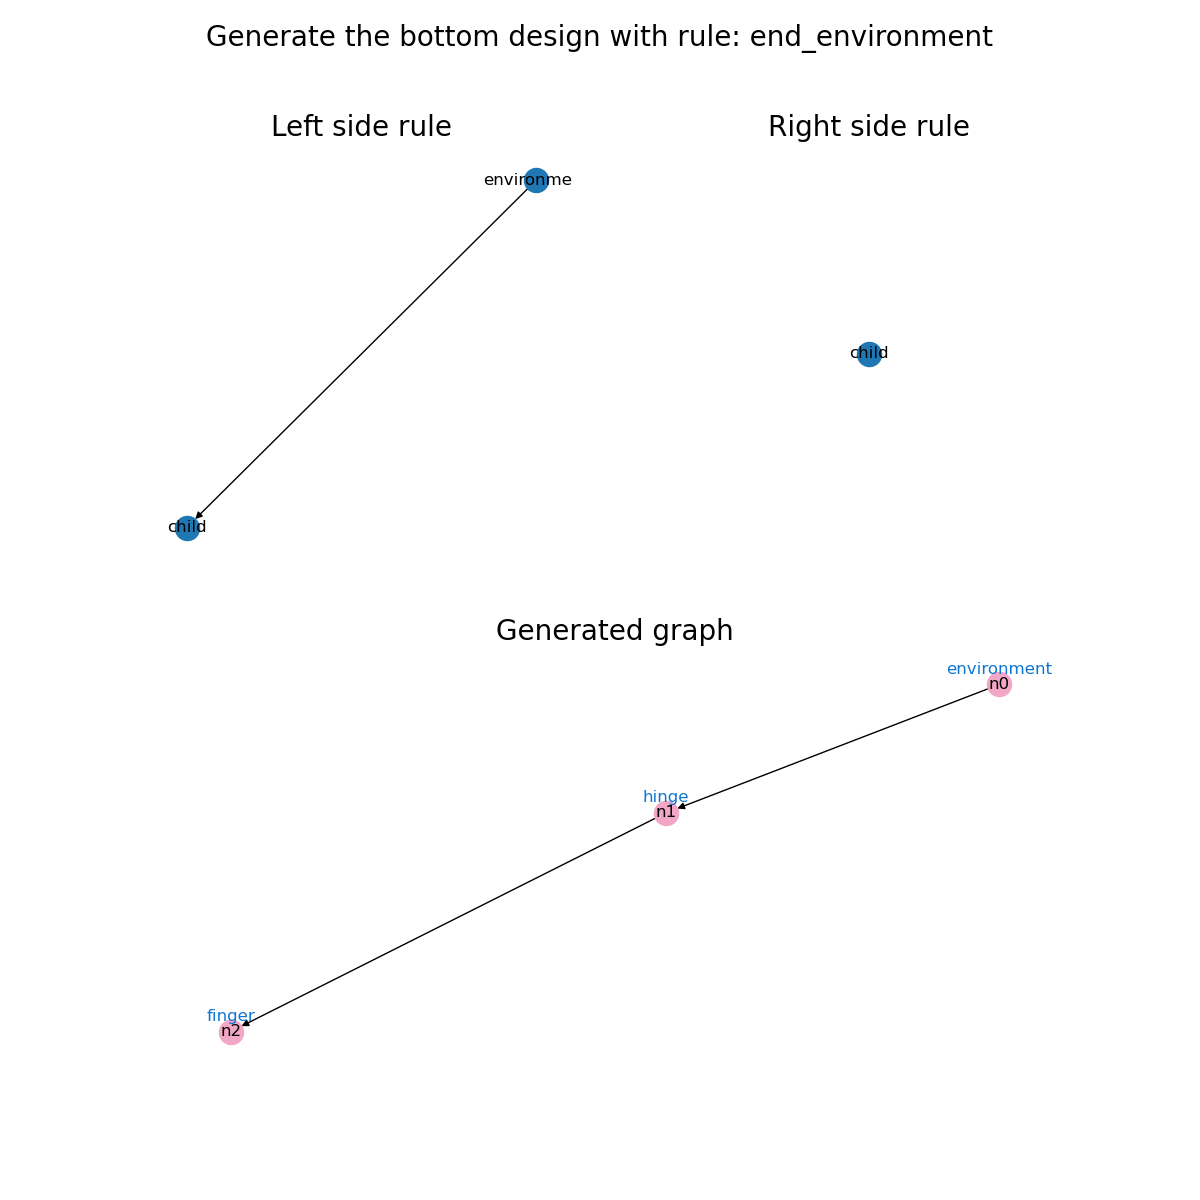 Generate the bottom design with rule: end_environment
Left side rule
Right side rule
environme
child
child
Generated graph
environment
n0
hinge
n1
finger
n2